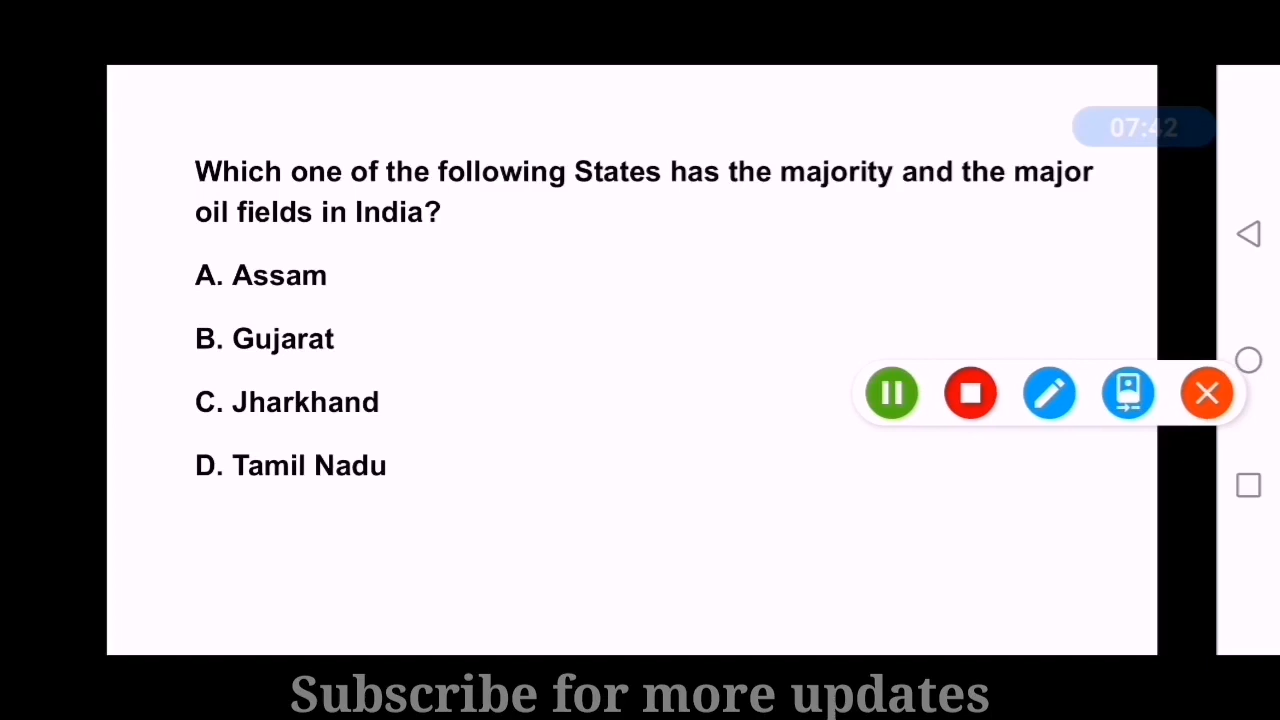 07:42
Which one of the following States has the majority and the major
oil fields in India?
A. Assam
B. Gujarat
C. Jharkhand
D. Tamil Nadu
Subscribe for more updates